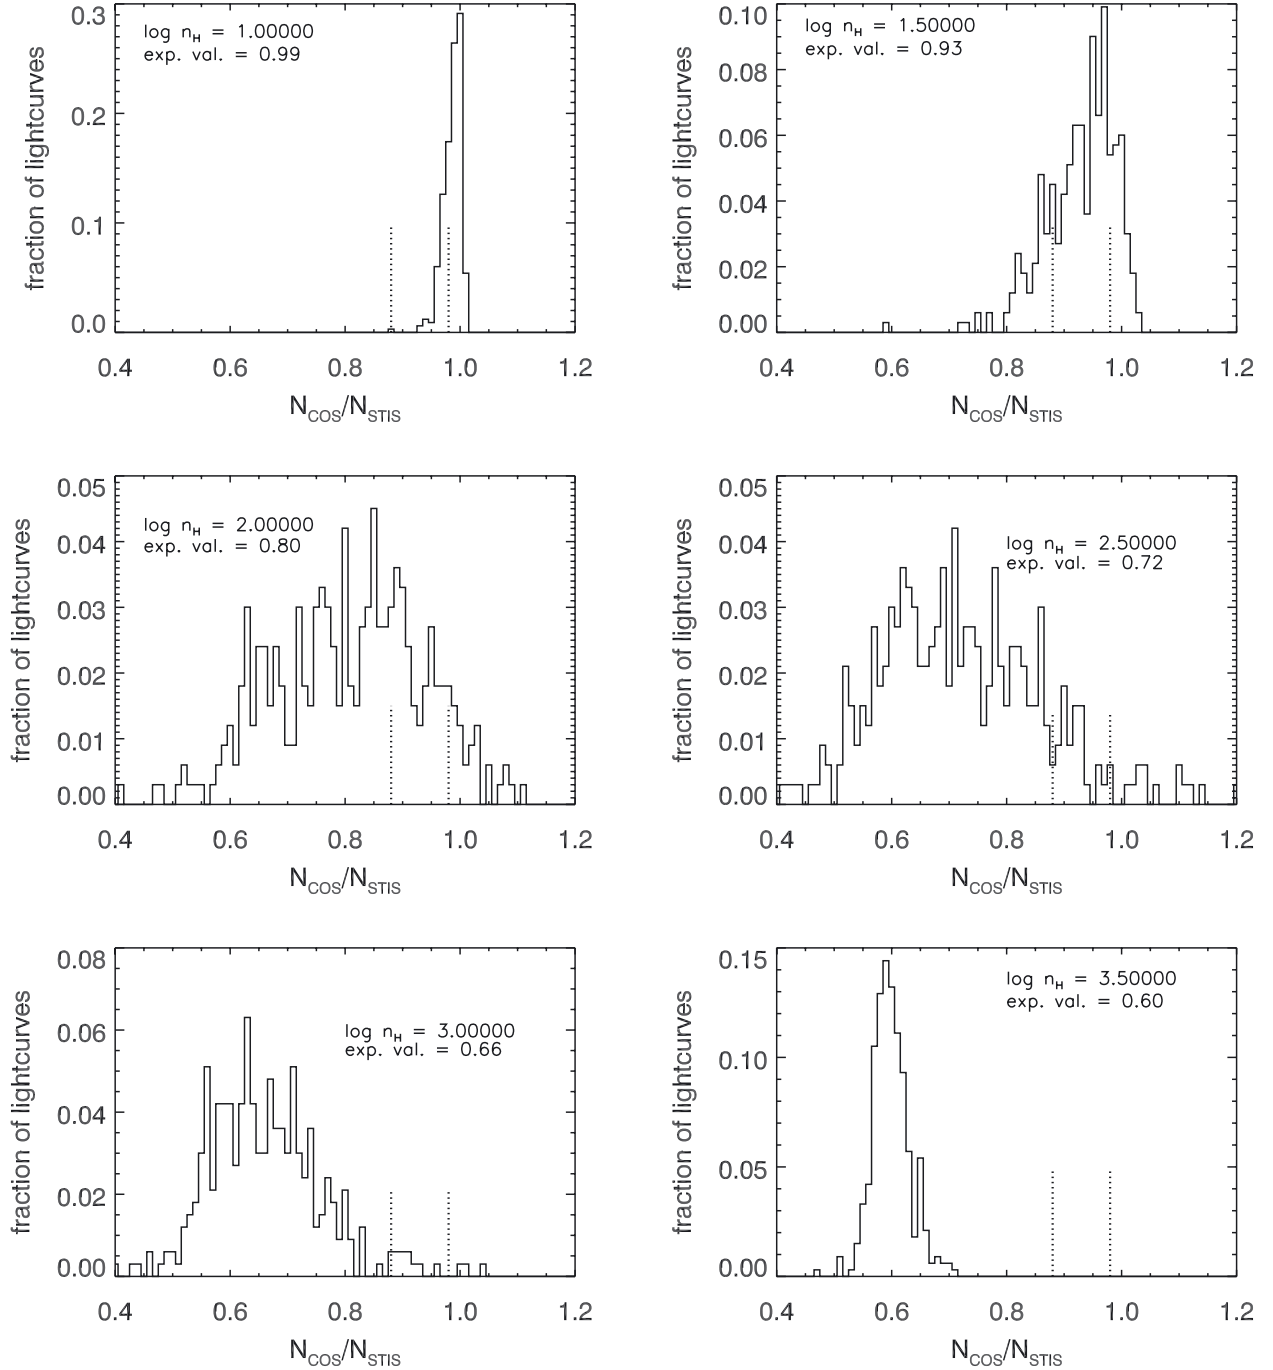 log n_H = 1.00000
exp. val. = 0.99
fraction of lightcurves
0.3
0.2
0.1
0.0
0.4 0.6 0.8 1.0 1.2
N_COS/N_STIS
log n_H = 1.50000
exp. val. = 0.93
fraction of lightcurves
0.10
0.08
0.06
0.04
0.02
0.00
0.4 0.6 0.8 1.0 1.2
N_COS/N_STIS
log n_H = 2.00000
exp. val. = 0.80
fraction of lightcurves
0.05
0.04
0.03
0.02
0.01
0.00
0.4 0.6 0.8 1.0 1.2
N_COS/N_STIS
log n_H = 2.50000
exp. val. = 0.72
fraction of lightcurves
0.05
0.04
0.03
0.02
0.01
0.00
0.4 0.6 0.8 1.0 1.2
N_COS/N_STIS
log n_H = 3.00000
exp. val. = 0.66
fraction of lightcurves
0.08
0.06
0.04
0.02
0.00
0.4 0.6 0.8 1.0 1.2
N_COS/N_STIS
log n_H = 3.50000
exp. val. = 0.60
fraction of lightcurves
0.15
0.10
0.05
0.00
0.4 0.6 0.8 1.0 1.2
N_COS/N_STIS